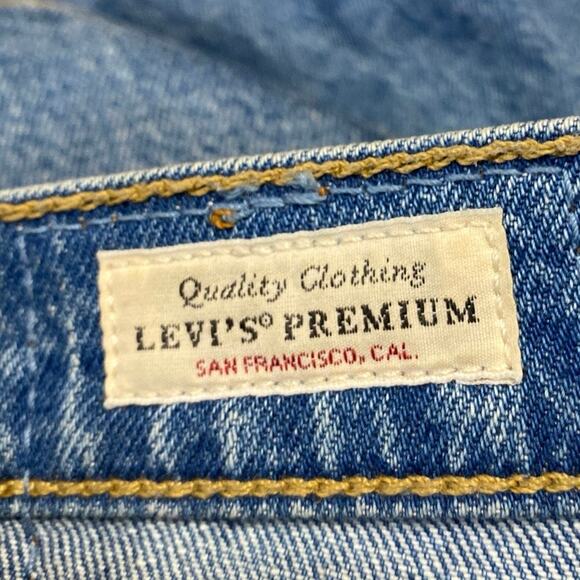 Quality Clothing
LEVI'S® PREMIUM
SAN FRANCISCO, CAL.